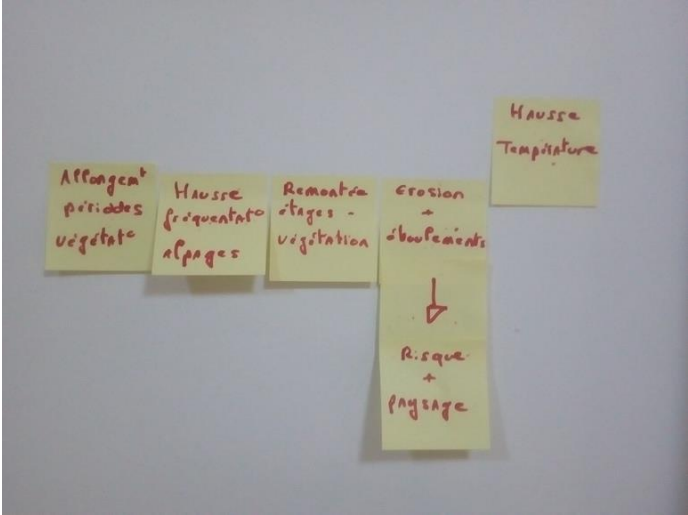 Allongemt
périodes
végétato
Hausse
fréquentato
alpages
Remontée
étages -
végétation
Erosion
+
éboulements
Risque
+
paysage
Hausse
Température